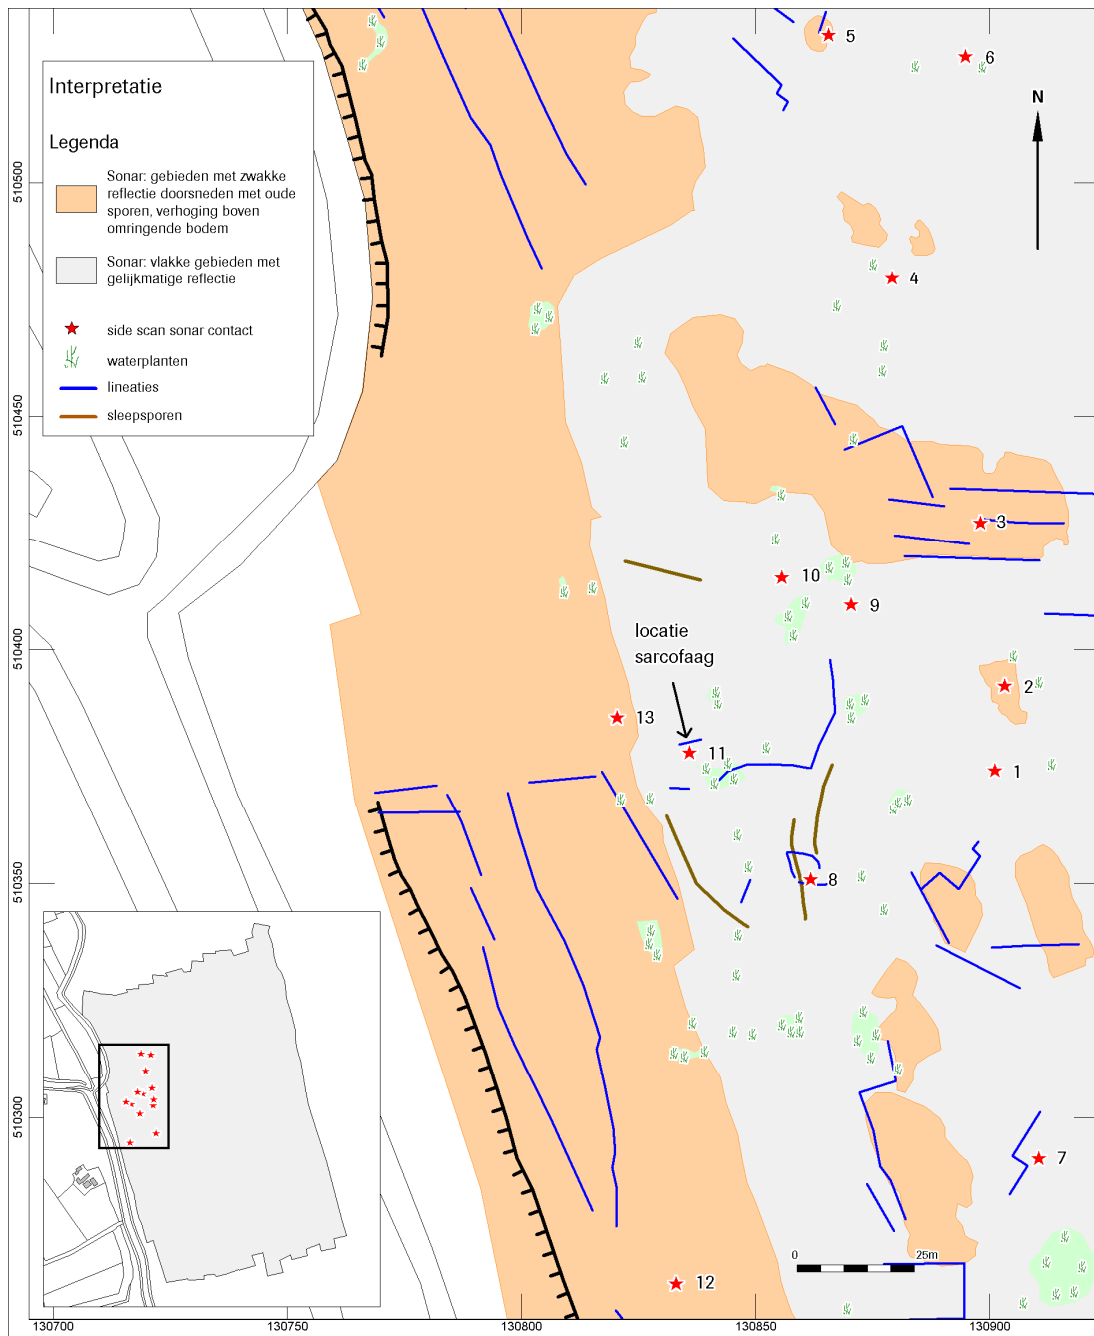 Interpretatie
Legenda
Sonar: gebieden met zwakke
reflectie doorsneden met oude
sporen, verhoging boven
omringende bodem
Sonar: vlakke gebieden met
gelijkmatige reflectie
side scan sonar contact
waterplanten
lineaties
sleepsporen
N
5
6
4
3
10
9
locatie
sarcofaag
2
13
11
1
8
7
12
0
25m
510500
510450
510400
510350
510300
130700
130750
130800
130850
130900